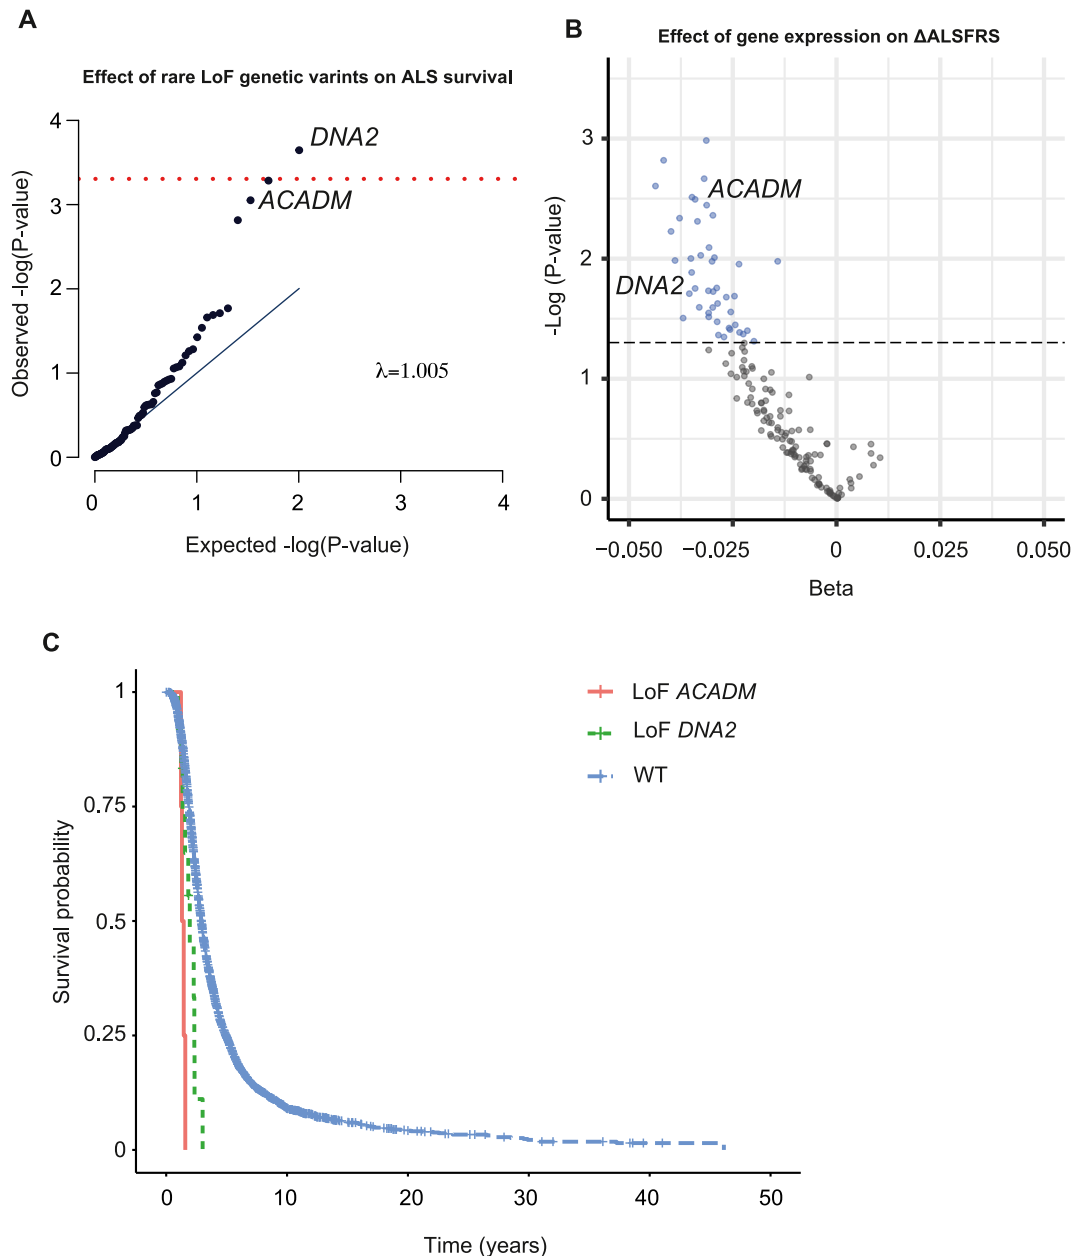 A
Effect of rare LoF genetic varints on ALS survival
4
3
2
1
0
Observed -log(P-value)
DNA2
ACADM
λ=1.005
0 1 2 3 4
Expected -log(P-value)
B
Effect of gene expression on ΔALSFRS
3
2
1
0
-Log (P-value)
ACADM
DNA2
−0.050 −0.025 0 0.025 0.050
Beta
C
1
0.75
0.5
0.25
0
Survival probability
LoF ACADM
LoF DNA2
WT
0 10 20 30 40 50
Time (years)